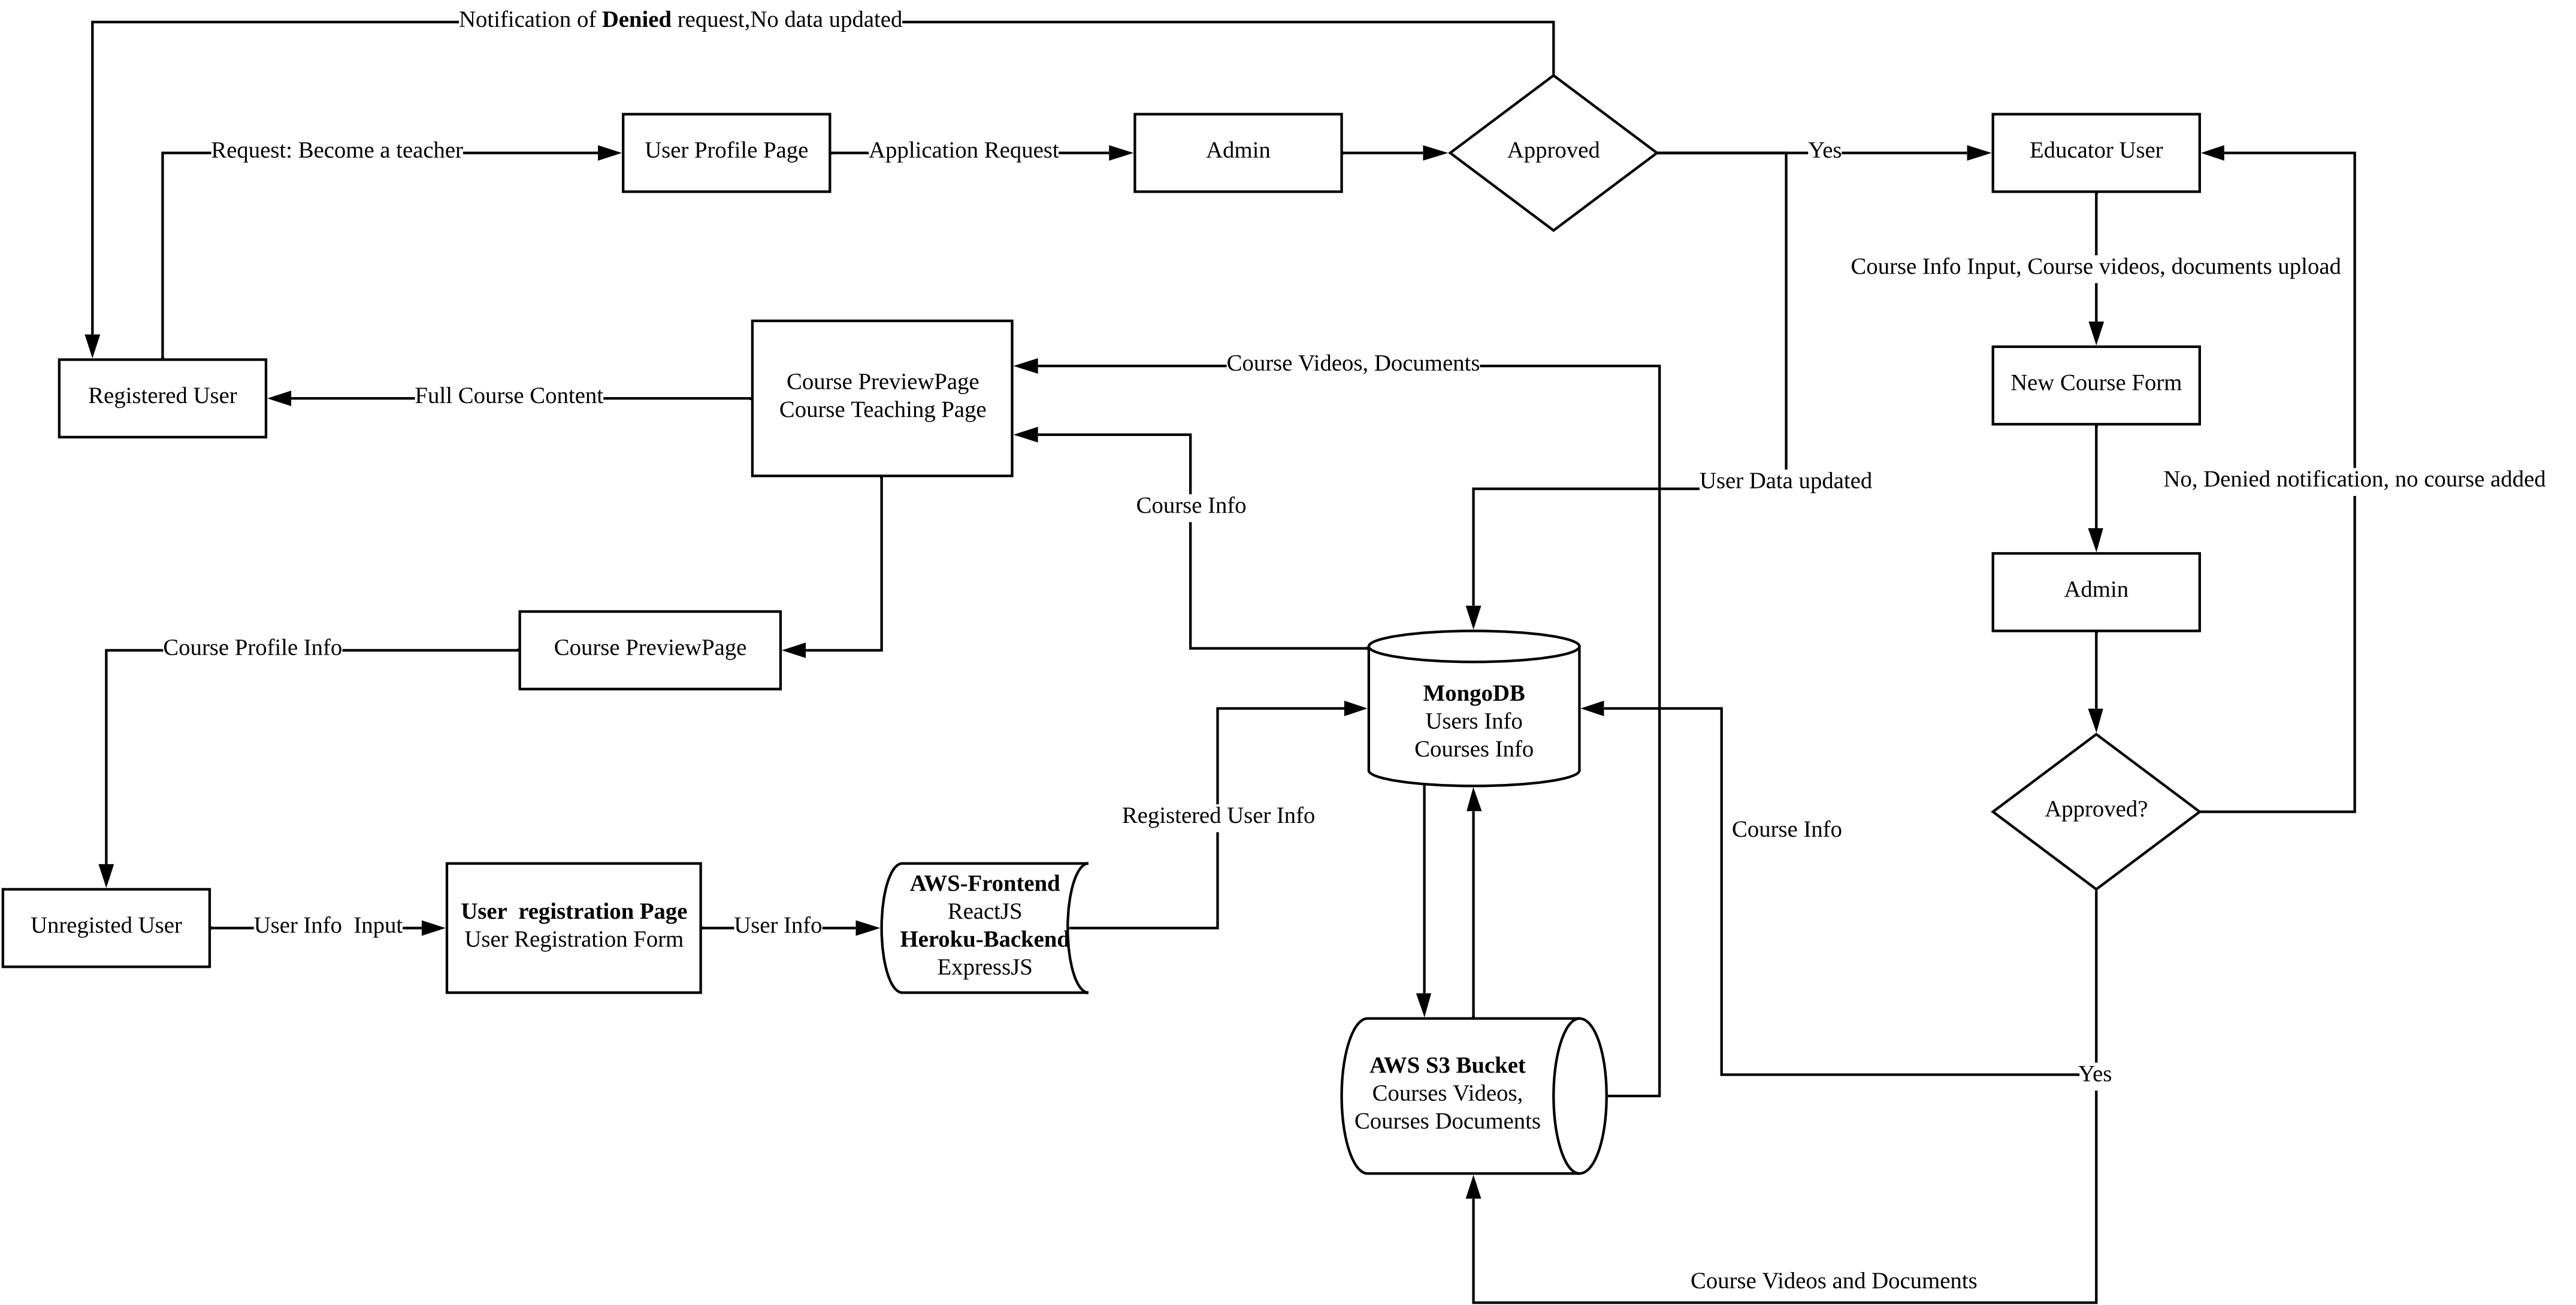 Notification of Denied request,No data updated
Request: Become a teacher
User Profile Page
Application Request
Admin
Approved
Yes
Educator User
Course Info Input, Course videos, documents upload
Course PreviewPage
Course Teaching Page
Course Videos, Documents
New Course Form
Registered User
Full Course Content
User Data updated
No, Denied notification, no course added
Course Info
Admin
Course Profile Info
Course PreviewPage
MongoDB
Users Info
Courses Info
Approved?
Registered User Info
Course Info
Unregisted User
User Info  Input
User  registration Page
User Registration Form
User Info
AWS-Frontend
ReactJS
Heroku-Backend
ExpressJS
AWS S3 Bucket
Courses Videos,
Courses Documents
Yes
Course Videos and Documents